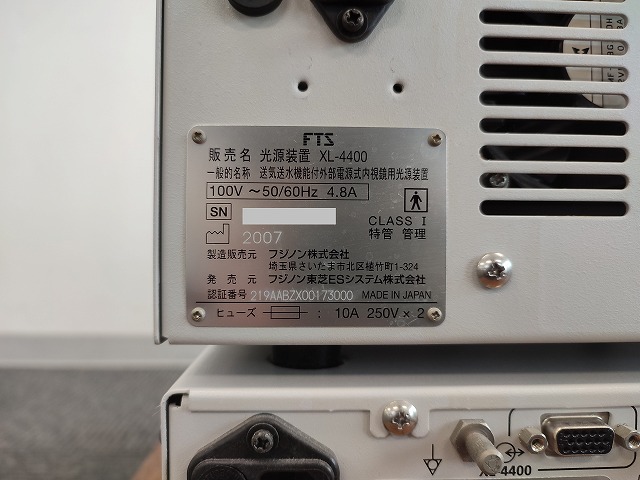 FTS
販売名 光源装置 XL-4400
一般的名称 送気送水機能付外部電源式内視鏡用光源装置
100V ～50/60Hz 4.8A
SN
CLASS I
2007
特管 管理
製造販売元 フジノン株式会社
埼玉県さいたま市北区植竹町1-324
発売元 フジノン東芝ESシステム株式会社
認証番号 219AABZX00173000 MADE IN JAPAN
ヒューズ : 10A 250V × 2
XL-4400